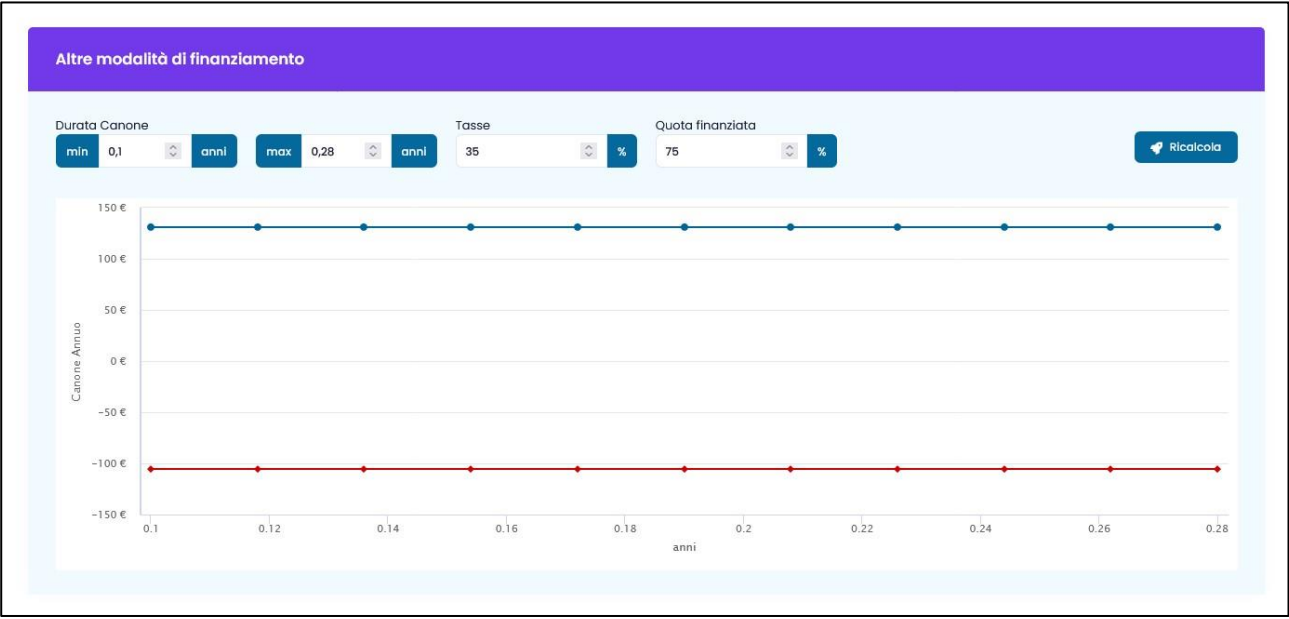 Altre modalità di finanziamento
Durata Canone
Tasse
Quota finanziata
min 0,1 anni max 0,28 anni 35 % 75 % Ricalcola
150 €
100 €
50 €
0 €
−50 €
−100 €
−150 €
Canone Annuo
0.1 0.12 0.14 0.16 0.18 0.2 0.22 0.24 0.26 0.28
anni